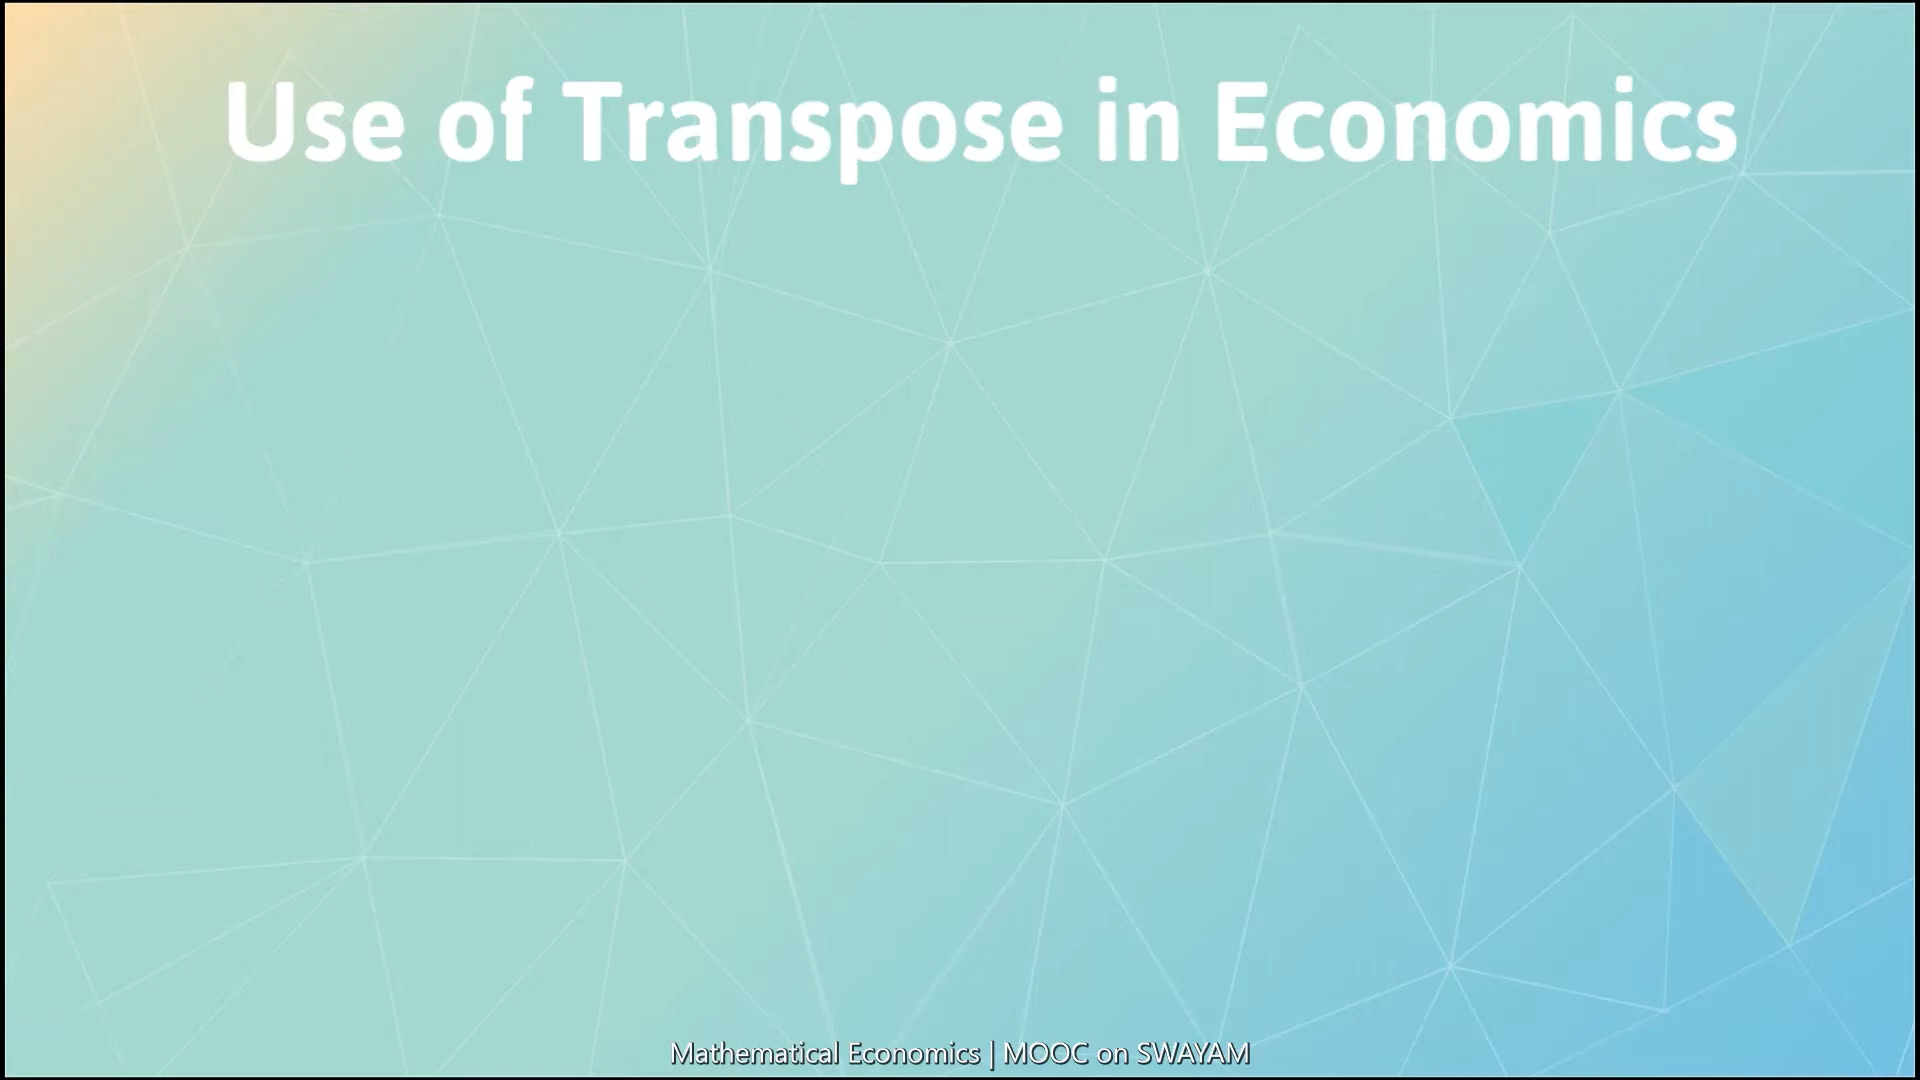 Use of Transpose in Economics
Mathematical Economics | MOOC on SWAYAM